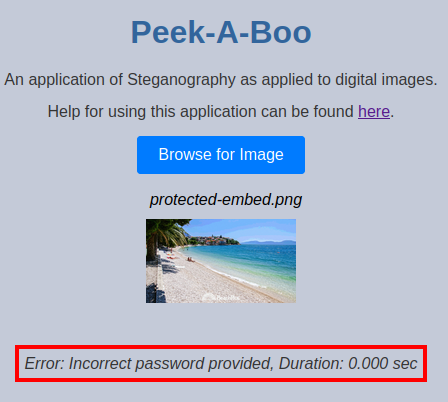 Peek-A-Boo
An application of Steganography as applied to digital images.
Help for using this application can be found here.
Browse for Image
protected-embed.png
Error: Incorrect password provided, Duration: 0.000 sec